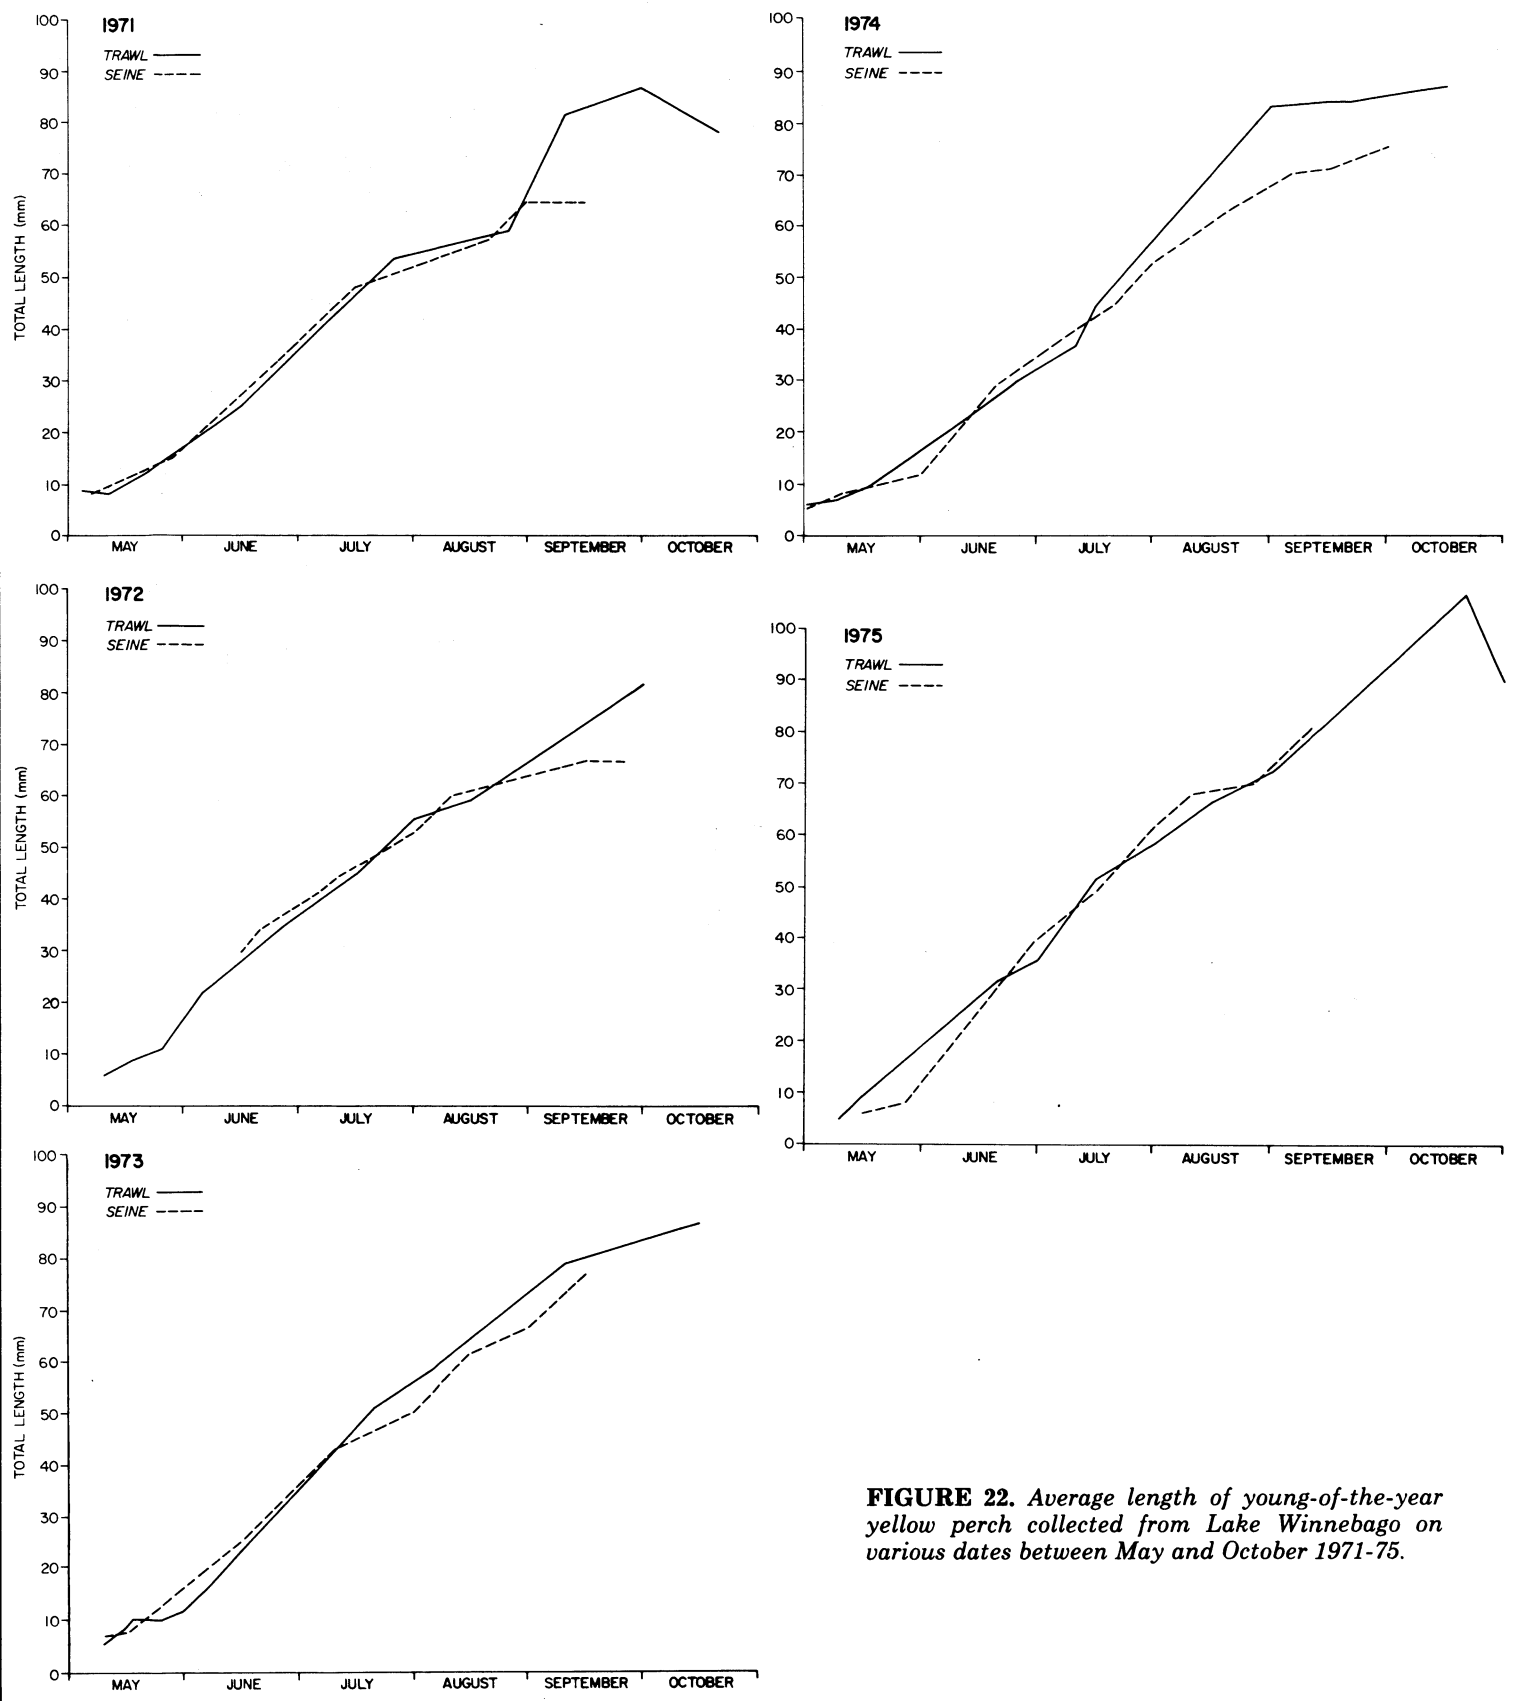 1971
TRAWL
SEINE
100
90
80
70
60
50
40
30
20
10
0
TOTAL LENGTH (mm)
MAY JUNE JULY AUGUST SEPTEMBER OCTOBER
1974
TRAWL
SEINE
100
90
80
70
60
50
40
30
20
10
0
MAY JUNE JULY AUGUST SEPTEMBER OCTOBER
1972
TRAWL
SEINE
100
90
80
70
60
50
40
30
20
10
0
TOTAL LENGTH (mm)
MAY JUNE JULY AUGUST SEPTEMBER OCTOBER
1975
TRAWL
SEINE
100
90
80
70
60
50
40
30
20
10
0
MAY JUNE JULY AUGUST SEPTEMBER OCTOBER
1973
TRAWL
SEINE
100
90
80
70
60
50
40
30
20
10
0
TOTAL LENGTH (mm)
MAY JUNE JULY AUGUST SEPTEMBER OCTOBER
FIGURE 22. Average length of young-of-the-year
yellow perch collected from Lake Winnebago on
various dates between May and October 1971-75.